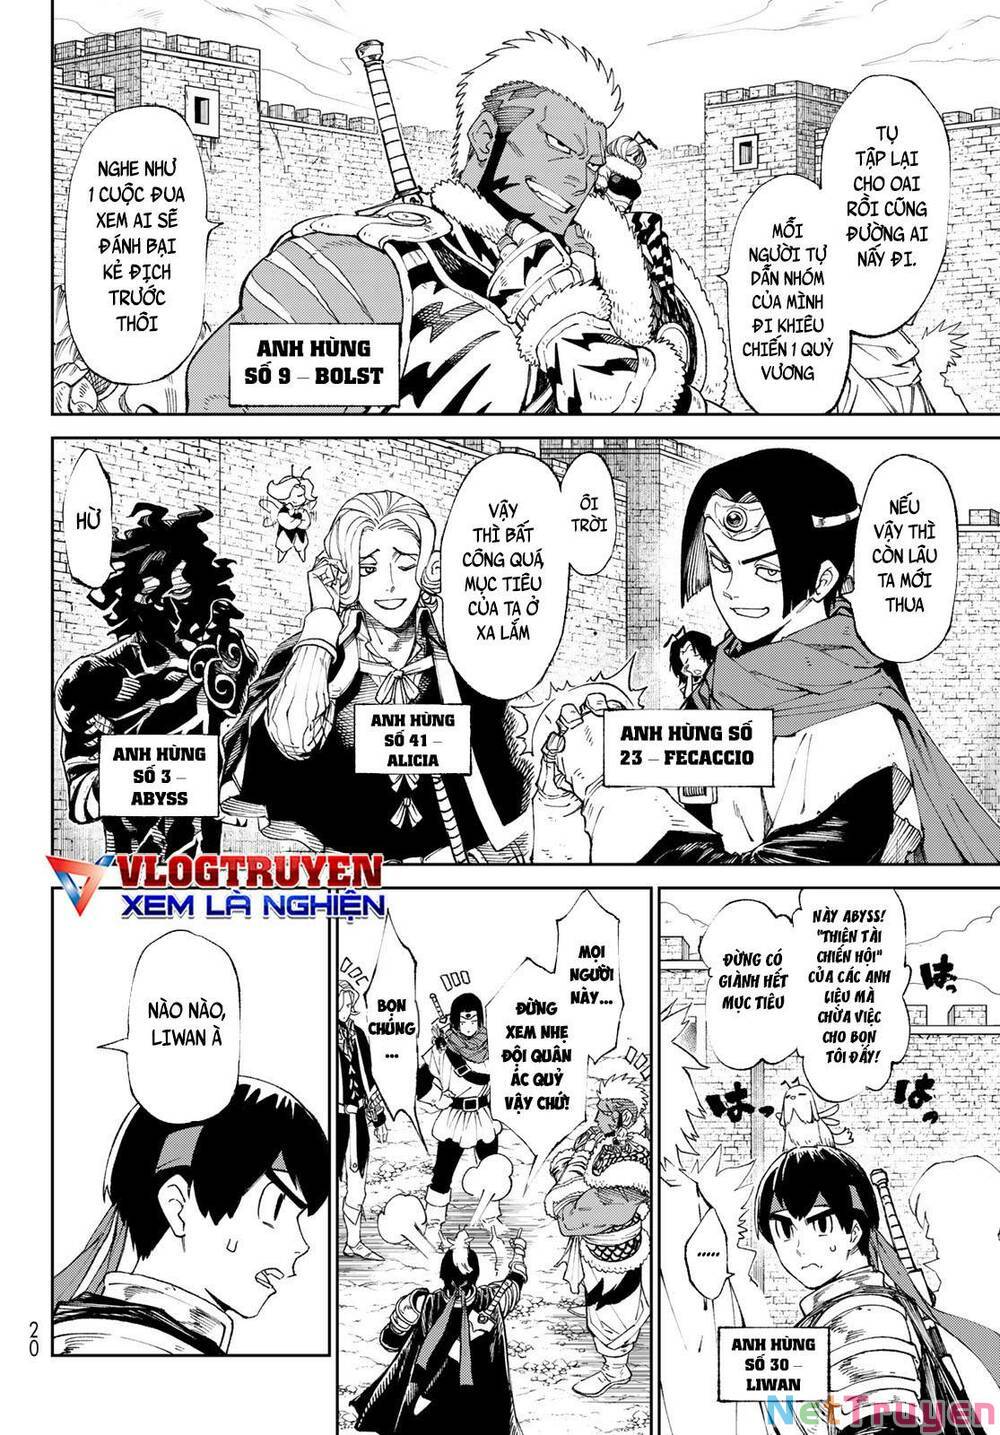 TỤ
TẬP LẠI
CHO OAI
RỒI CŨNG
ĐƯỜNG AI
NẤY ĐI.
MỖI
NGƯỜI TỰ
DẪN NHÓM
CỦA MÌNH
ĐI KHIÊU
CHIẾN 1 QUỶ
VƯƠNG
NGHE NHƯ
1 CUỘC ĐUA
XEM AI SẼ
ĐÁNH BẠI
KẺ ĐỊCH
TRƯỚC
THÔI
ANH HÙNG
SỐ 9 – BOLST
NẾU
VẬY THÌ
CÒN LÂU
TA MỚI
THUA
ANH HÙNG SỐ
23 – FECACCIO
ÔI
TRỜI
VẬY
THÌ BẤT
CÔNG QUÁ,
MỤC TIÊU
CỦA TA Ở
XA LẮM
ANH HÙNG
SỐ 41 –
ALICIA
HỪ
ANH HÙNG
SỐ 3 –
ABYSS
VLOGTRUYEN
XEM LÀ NGHIỆN
NÀY ABYSS!
"THIÊN TÀI
CHIẾN HỘI"
CỦA CÁC ANH
LIỆU MÀ
CHỪA VIỆC
CHO BỌN
TÔI ĐẤY!
ĐỪNG CÓ
GIÀNH HẾT
MỤC TIÊU
はっ
はっ
.....
ANH HÙNG
SỐ 30 –
LIWAN
MỌI
NGƯỜI
NÀY...
ĐỪNG
XEM NHẸ
ĐỘI QUÂN
ÁC QUỶ
VẬY CHỨ!
BỌN
CHÚNG
...
NÀO NÀO,
LIWAN À
20
NetTruyen